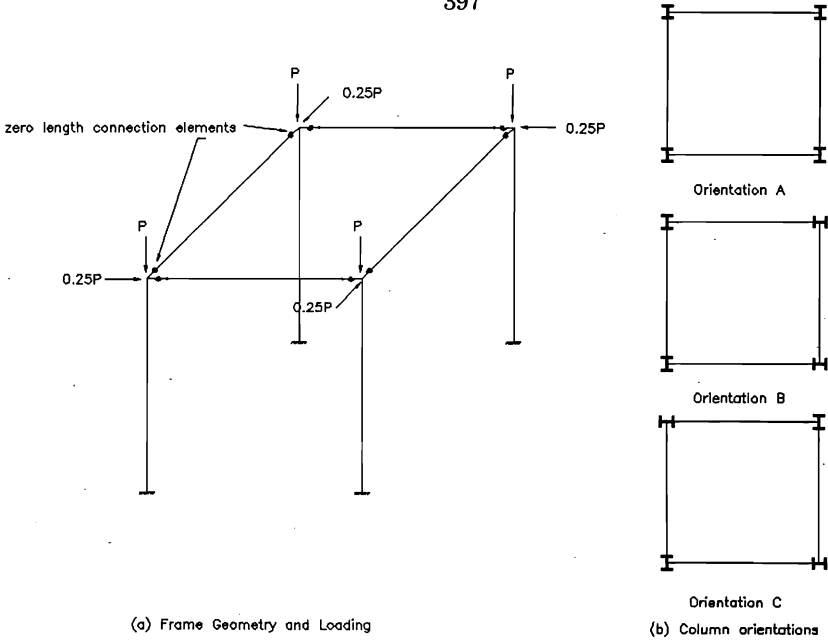 397
P
0.25P
P
0.25P
zero length connection elements
P
P
0.25P
0.25P
(a) Frame Geometry and Loading
Orientation A
Orientation B
Orientation C
(b) Column orientations